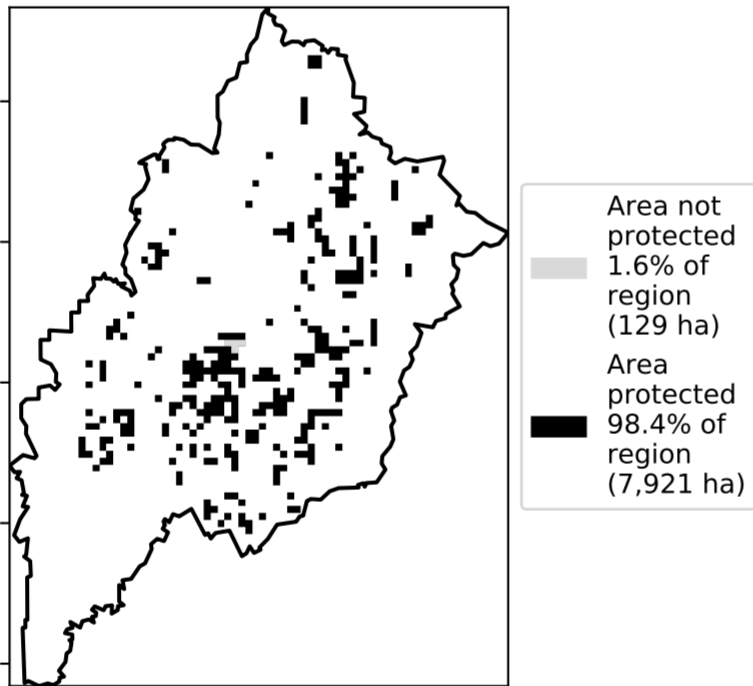 Area not
protected
1.6% of
region
(129 ha)
Area
protected
98.4% of
region
(7,921 ha)